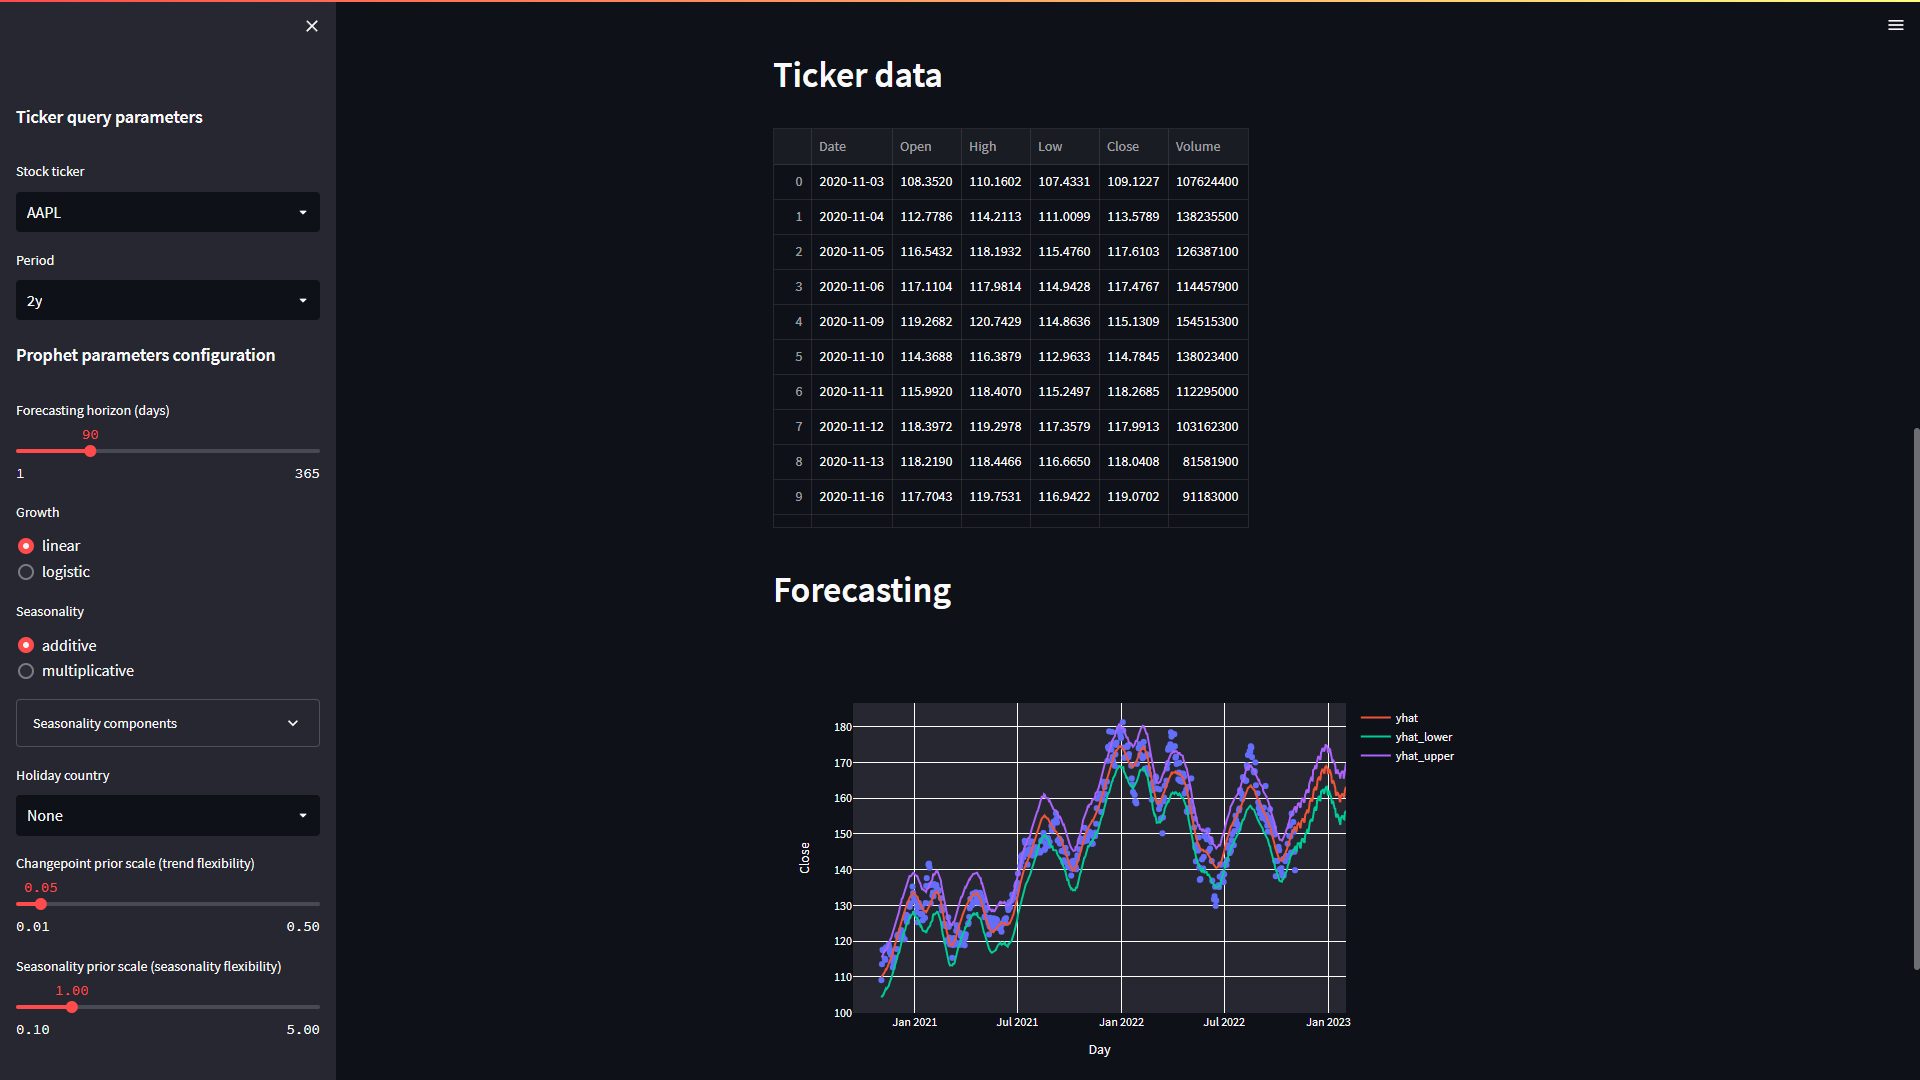 Ticker query parameters
Stock ticker
AAPL
Period
2y
Prophet parameters configuration
Forecasting horizon (days)
90
1 365
Growth
linear
logistic
Seasonality
additive
multiplicative
Seasonality components
Holiday country
None
Changepoint prior scale (trend flexibility)
0.05
0.01 0.50
Seasonality prior scale (seasonality flexibility)
1.00
0.10 5.00
Ticker data
Date Open High Low Close Volume
0 2020-11-03 108.3520 110.1602 107.4331 109.1227 107624400
1 2020-11-04 112.7786 114.2113 111.0099 113.5789 138235500
2 2020-11-05 116.5432 118.1932 115.4760 117.6103 126387100
3 2020-11-06 117.1104 117.9814 114.9428 117.4767 114457900
4 2020-11-09 119.2682 120.7429 114.8636 115.1309 154515300
5 2020-11-10 114.3688 116.3879 112.9633 114.7845 138023400
6 2020-11-11 115.9920 118.4070 115.2497 118.2685 112295000
7 2020-11-12 118.3972 119.2978 117.3579 117.9913 103162300
8 2020-11-13 118.2190 118.4466 116.6650 118.0408 81581900
9 2020-11-16 117.7043 119.7531 116.9422 119.0702 91183000
Forecasting
180
170
160
150
140
130
120
110
100
Close
Jan 2021 Jul 2021 Jan 2022 Jul 2022 Jan 2023
Day
yhat
yhat_lower
yhat_upper